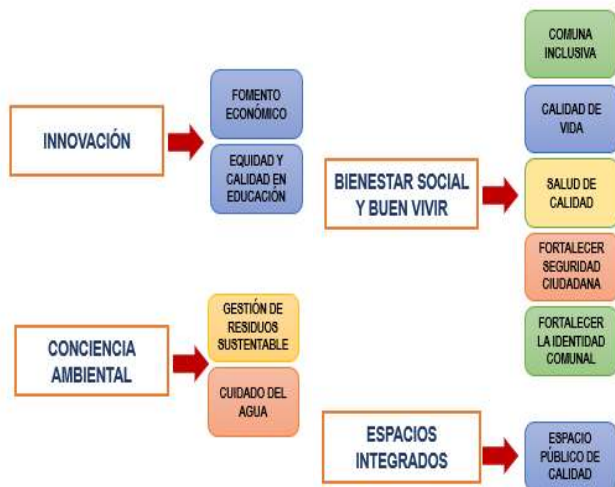 INNOVACIÓN
FOMENTO
ECONÓMICO
EQUIDAD Y
CALIDAD EN
EDUCACIÓN
CONCIENCIA
AMBIENTAL
GESTIÓN DE
RESIDUOS
SUSTENTABLE
CUIDADO DEL
AGUA
BIENESTAR SOCIAL
Y BUEN VIVIR
COMUNA
INCLUSIVA
CALIDAD DE
VIDA
SALUD DE
CALIDAD
FORTALECER
SEGURIDAD
CIUDADANA
FORTALECER
LA IDENTIDAD
COMUNAL
ESPACIOS
INTEGRADOS
ESPACIO
PÚBLICO DE
CALIDAD